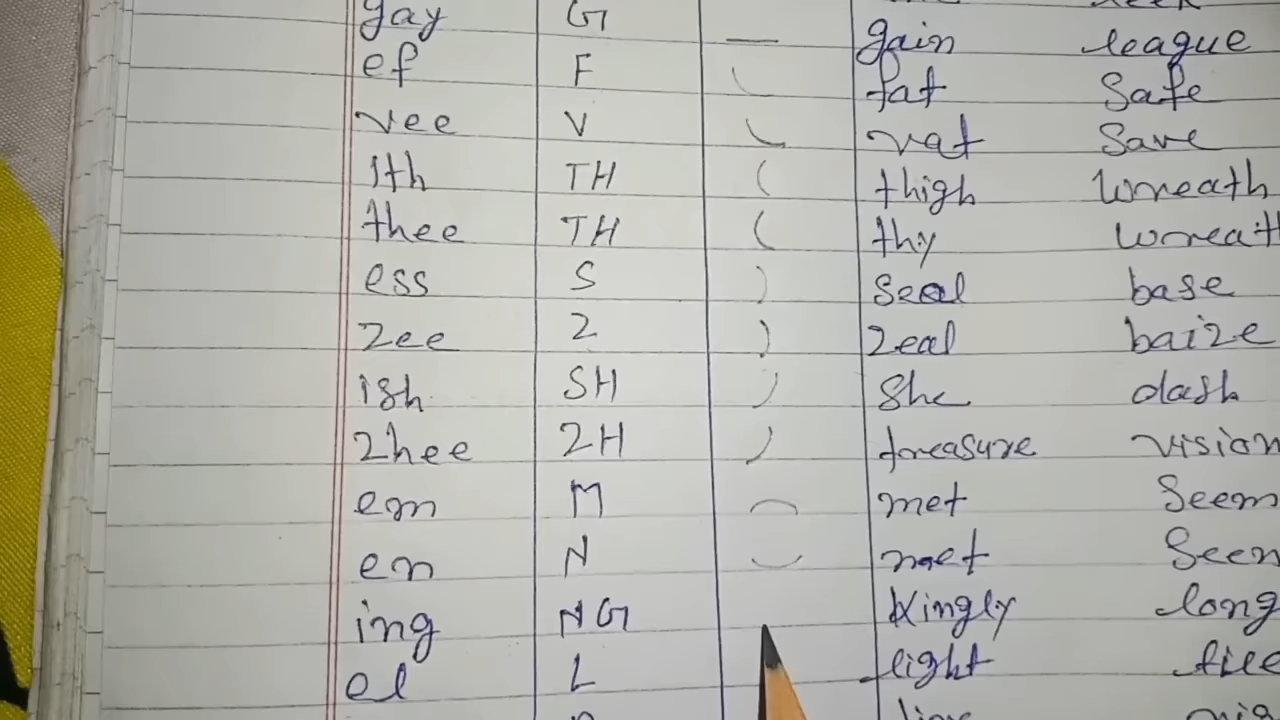 gay G — gain league
ef F fat Safe
vee V vat Save
Ith TH thigh wreath
thee TH thy
ess S seal base
Zee Z Zeal baize
ish SH She dash
Zhee ZH treasure vision
em M met Seem
en N net Seen
ing NG Kingly long
el L light